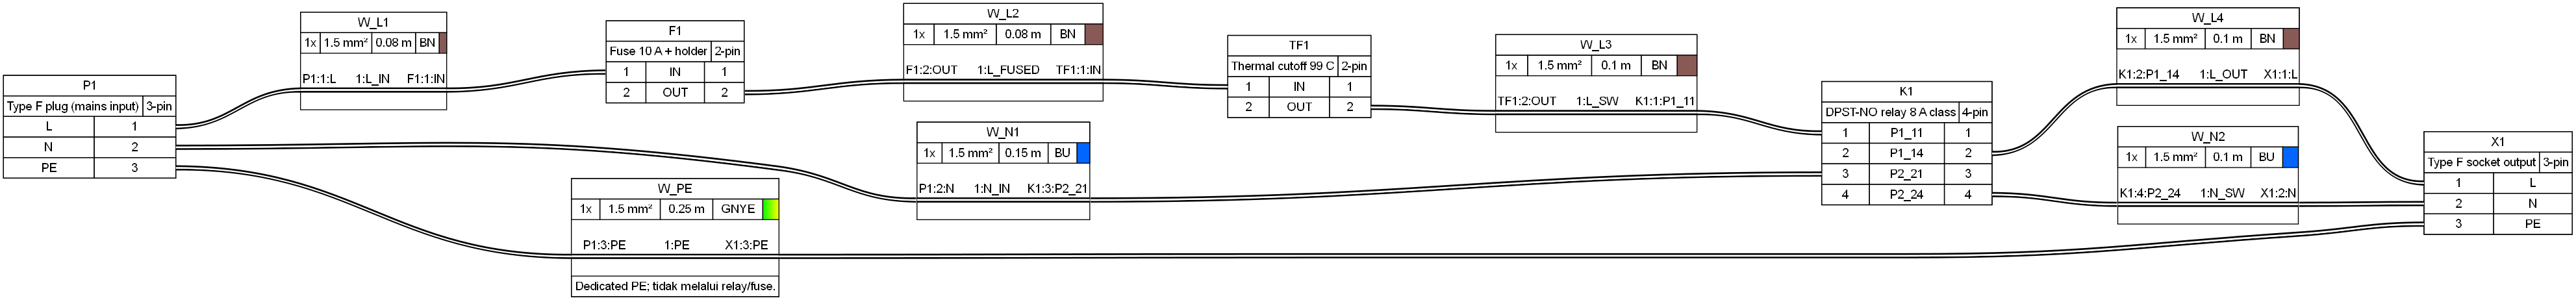 P1
Type F plug (mains input) 3-pin
L 1
N 2
PE 3
W_L1
1x 1.5 mm² 0.08 m BN
P1:1:L 1:L_IN F1:1:IN
F1
Fuse 10 A + holder 2-pin
1 IN 1
2 OUT 2
W_L2
1x 1.5 mm² 0.08 m BN
F1:2:OUT 1:L_FUSED TF1:1:IN
TF1
Thermal cutoff 99 C 2-pin
1 IN 1
2 OUT 2
W_L3
1x 1.5 mm² 0.1 m BN
TF1:2:OUT 1:L_SW K1:1:P1_11
K1
DPST-NO relay 8 A class 4-pin
1 P1_11 1
2 P1_14 2
3 P2_21 3
4 P2_24 4
W_L4
1x 1.5 mm² 0.1 m BN
K1:2:P1_14 1:L_OUT X1:1:L
W_N1
1x 1.5 mm² 0.15 m BU
P1:2:N 1:N_IN K1:3:P2_21
W_N2
1x 1.5 mm² 0.1 m BU
K1:4:P2_24 1:N_SW X1:2:N
X1
Type F socket output 3-pin
1 L
2 N
3 PE
W_PE
1x 1.5 mm² 0.25 m GNYE
P1:3:PE 1:PE X1:3:PE
Dedicated PE; tidak melalui relay/fuse.